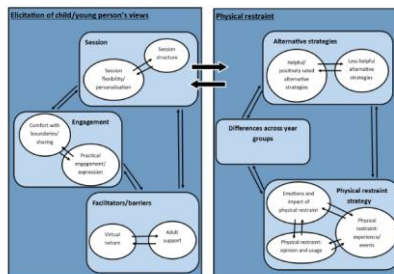 Elicitation of child/young person's views
Session
Session
structure
Session
flexibility/
personalisation
Engagement
Comfort with
boundaries/
sharing
Practical
engagement/
expression
Facilitators/barriers
Virtual
nature
Adult
support
Physical restraint
Alternative strategies
Helpful/
positively rated
alternative
strategies
Less helpful
alternative
strategies
Differences across year
groups
Physical restraint
strategy
Emotions and
impact of
physical restraint
Physical
restraint-
experience/
events
Physical restraint:
opinion and usage